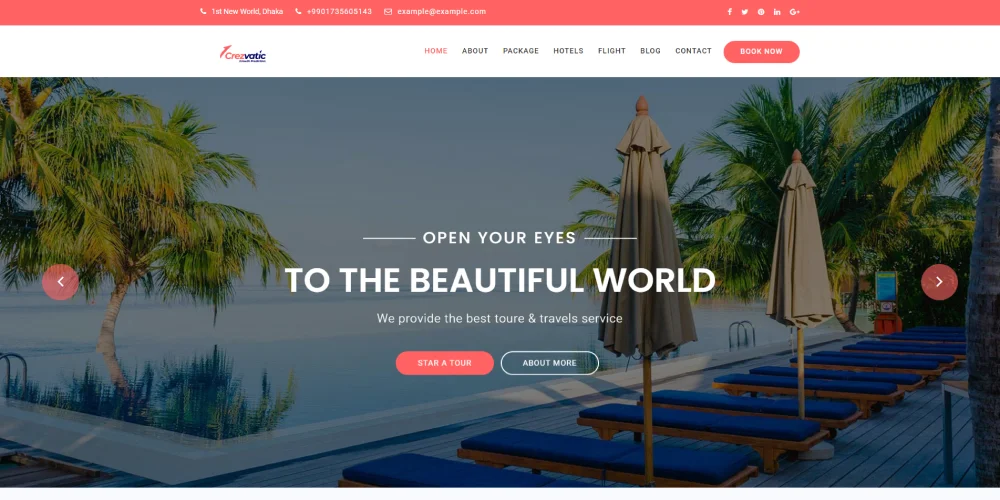 1st New World, Dhaka +9901735605143 example@example.com
Crezvatic
HOME ABOUT PACKAGE HOTELS FLIGHT BLOG CONTACT BOOK NOW
OPEN YOUR EYES
TO THE BEAUTIFUL WORLD
We provide the best toure & travels service
STAR A TOUR ABOUT MORE